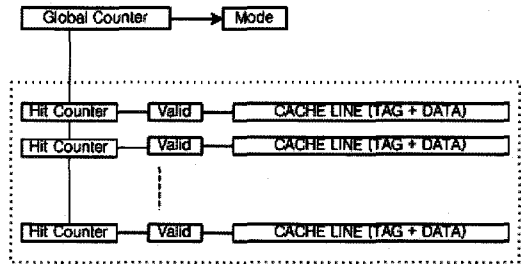 Global Counter Mode
Hit Counter Valid CACHE LINE (TAG + DATA)
Hit Counter Valid CACHE LINE (TAG + DATA)
Hit Counter Valid CACHE LINE (TAG + DATA)